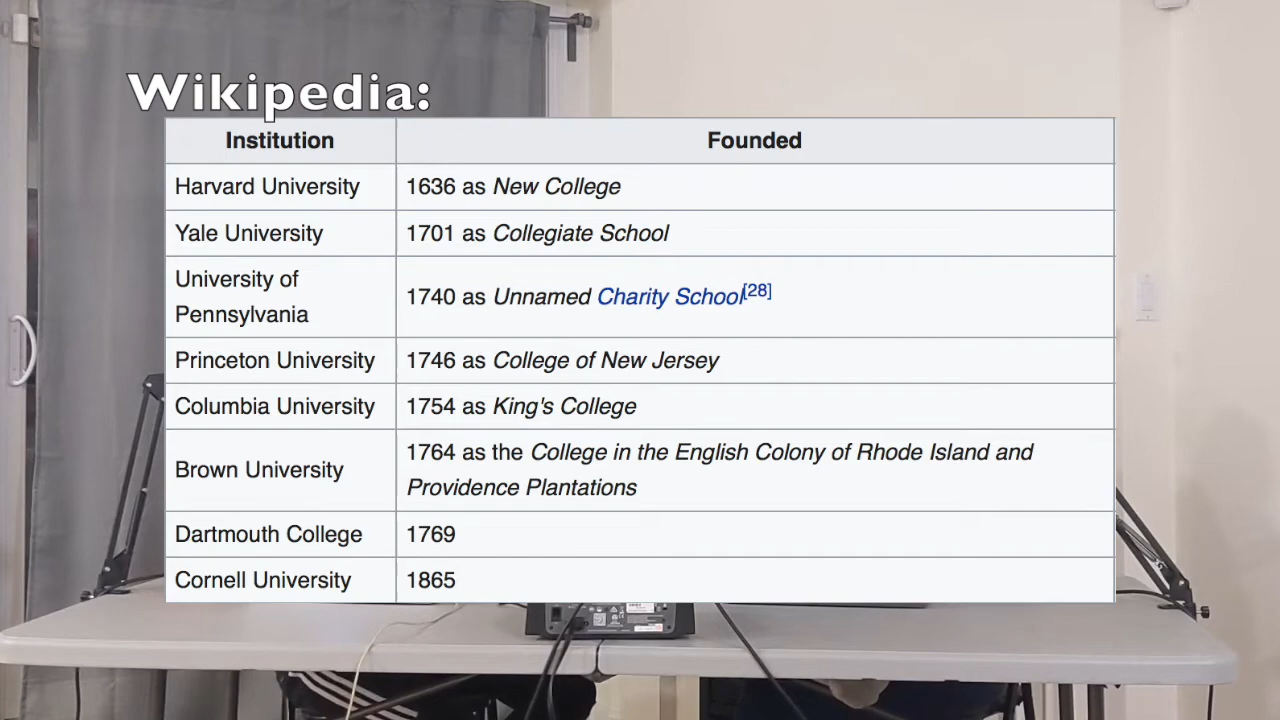 Wikipedia:
Institution Founded
Harvard University 1636 as New College
Yale University 1701 as Collegiate School
University of
Pennsylvania 1740 as Unnamed Charity School[28]
Princeton University 1746 as College of New Jersey
Columbia University 1754 as King's College
Brown University 1764 as the College in the English Colony of Rhode Island and
Providence Plantations
Dartmouth College 1769
Cornell University 1865